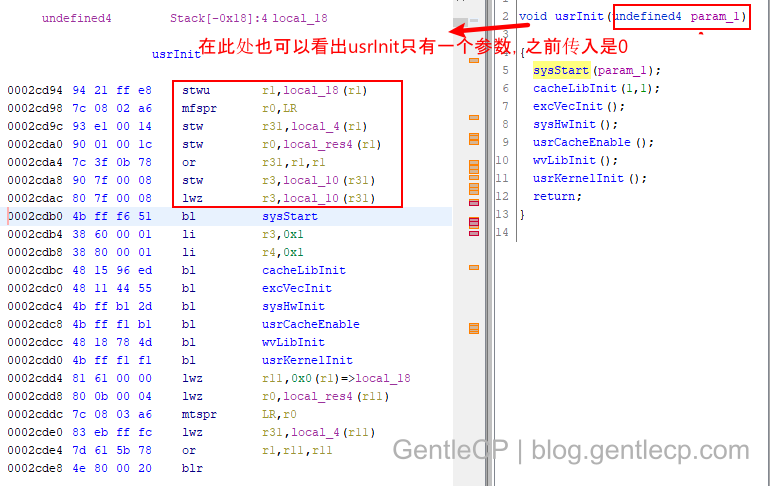 undefined4 Stack[-0x18]:4 local_18
usrInit
在此处也可以看出usrInit只有一个参数, 之前传入是0
0002cd94 94 21 ff e8 stwu r1,local_18(r1)
0002cd98 7c 08 02 a6 mfspr r0,LR
0002cd9c 93 e1 00 14 stw r31,local_4(r1)
0002cda0 90 01 00 1c stw r0,local_res4(r1)
0002cda4 7c 3f 0b 78 or r31,r1,r1
0002cda8 90 7f 00 08 stw r3,local_10(r31)
0002cdac 80 7f 00 08 lwz r3,local_10(r31)
0002cdb0 4b ff f6 51 bl sysStart
0002cdb4 38 60 00 01 li r3,0x1
0002cdb8 38 80 00 01 li r4,0x1
0002cdbc 48 15 96 ed bl cacheLibInit
0002cdc0 48 11 44 55 bl excVecInit
0002cdc4 4b ff b1 2d bl sysHwInit
0002cdc8 4b ff f1 b1 bl usrCacheEnable
0002cdcc 48 18 78 4d bl wvLibInit
0002cdd0 4b ff f1 f1 bl usrKernelInit
0002cdd4 81 61 00 00 lwz r11,0x0(r1)=>local_18
0002cdd8 80 0b 00 04 lwz r0,local_res4(r11)
0002cddc 7c 08 03 a6 mtspr LR,r0
0002cde0 83 eb ff fc lwz r31,local_4(r11)
0002cde4 7d 61 5b 78 or r1,r11,r11
0002cde8 4e 80 00 20 blr
1
2 void usrInit(undefined4 param_1)
3
4 {
5 sysStart(param_1);
6 cacheLibInit(1,1);
7 excVecInit();
8 sysHwInit();
9 usrCacheEnable();
10 wvLibInit();
11 usrKernelInit();
12 return;
13 }
14
GentleCP | blog.gentlecp.com